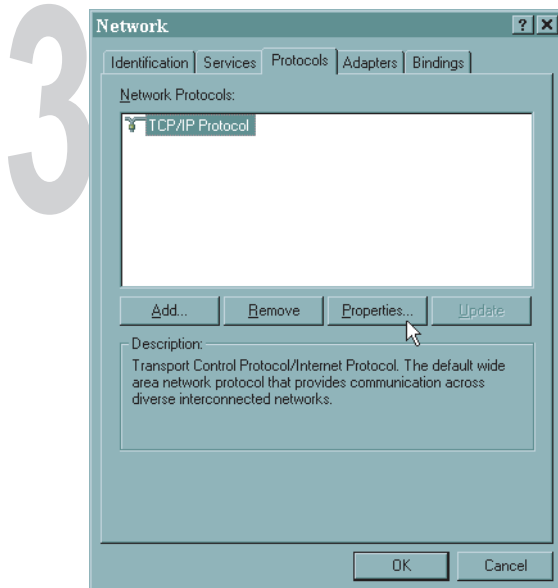 3
Network
Identification Services Protocols Adapters Bindings
Network Protocols:
TCP/IP Protocol
Add... Remove Properties... Update
Description:
Transport Control Protocol/Internet Protocol. The default wide
area network protocol that provides communication across
diverse interconnected networks.
OK Cancel